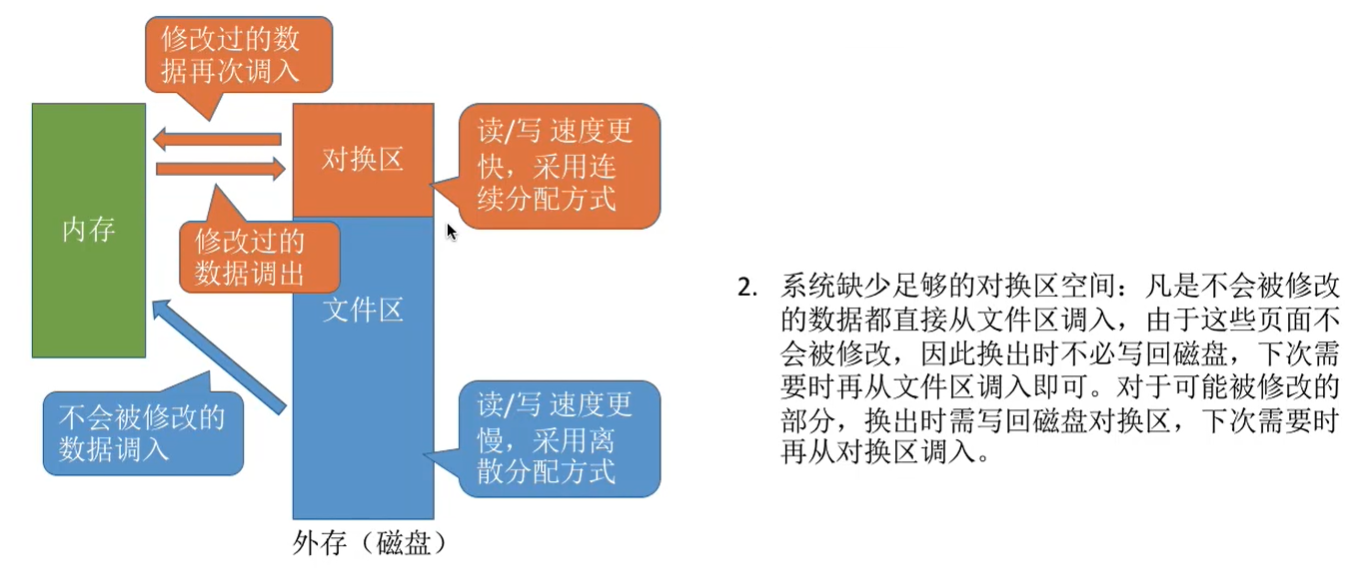 修改过的数
据再次调入
内存
对换区
读/写 速度更
快，采用连
续分配方式
修改过的
数据调出
文件区
不会被修改的
数据调入
读/写 速度更
慢，采用离
散分配方式
外存（磁盘）
2. 系统缺少足够的对换区空间：凡是不会被修改
的数据都直接从文件区调入，由于这些页面不
会被修改，因此换出时不必写回磁盘，下次需
要时再从文件区调入即可。对于可能被修改的
部分，换出时需写回磁盘对换区，下次需要时
再从对换区调入。